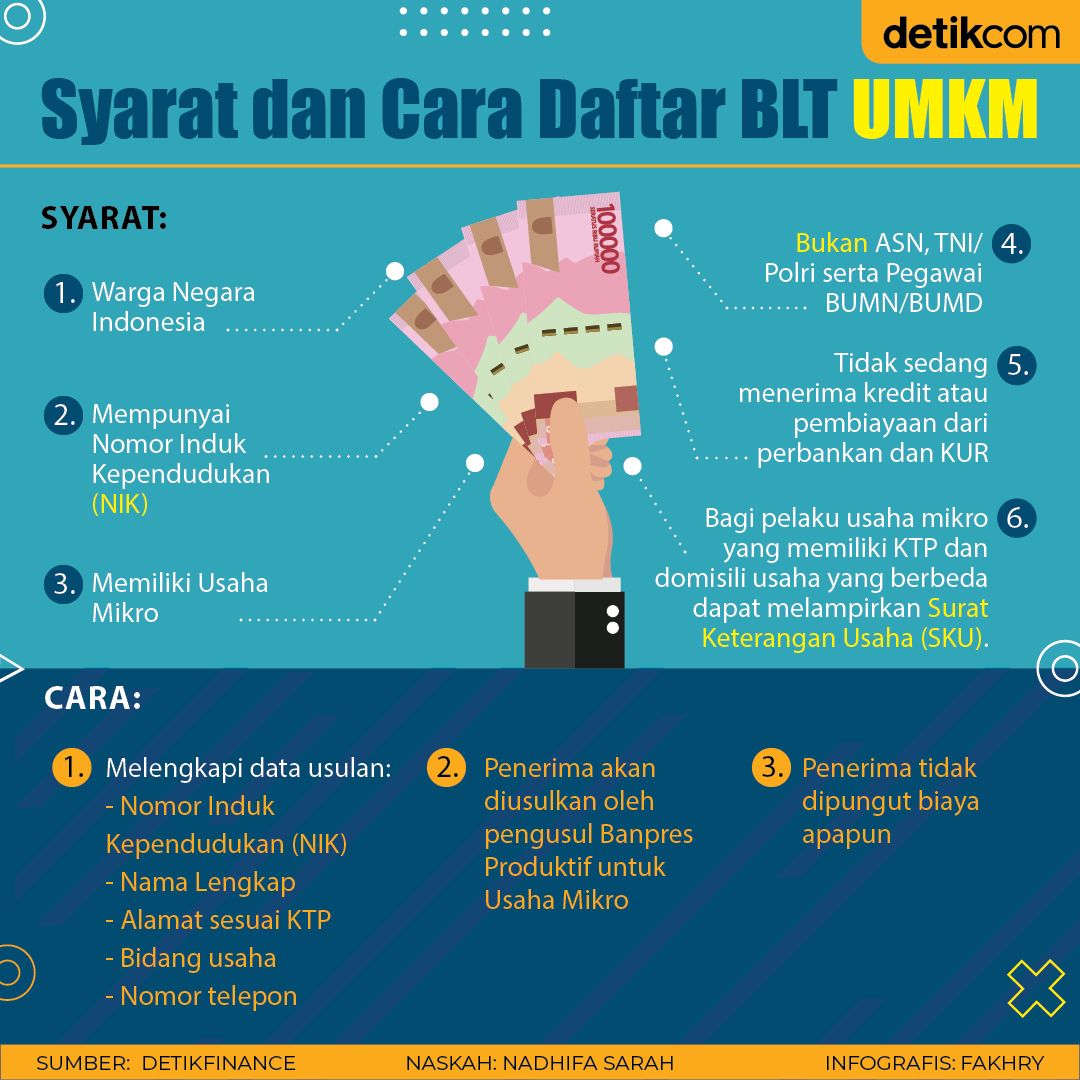 detikcom
Syarat dan Cara Daftar BLT UMKM
SYARAT:
1. Warga Negara
Indonesia
2. Mempunyai
Nomor Induk
Kependudukan
(NIK)
3. Memiliki Usaha
Mikro
100000
SERATUS RIBU RUPIAH
Bukan ASN, TNI/ 4.
Polri serta Pegawai
BUMN/BUMD
Tidak sedang 5.
menerima kredit atau
pembiayaan dari
perbankan dan KUR
Bagi pelaku usaha mikro 6.
yang memiliki KTP dan
domisili usaha yang berbeda
dapat melampirkan Surat
Keterangan Usaha (SKU).
CARA:
1. Melengkapi data usulan:
- Nomor Induk
Kependudukan (NIK)
- Nama Lengkap
- Alamat sesuai KTP
- Bidang usaha
- Nomor telepon
2. Penerima akan
diusulkan oleh
pengusul Banpres
Produktif untuk
Usaha Mikro
3. Penerima tidak
dipungut biaya
apapun
SUMBER: DETIKFINANCE
NASKAH: NADHIFA SARAH
INFOGRAFIS: FAKHRY